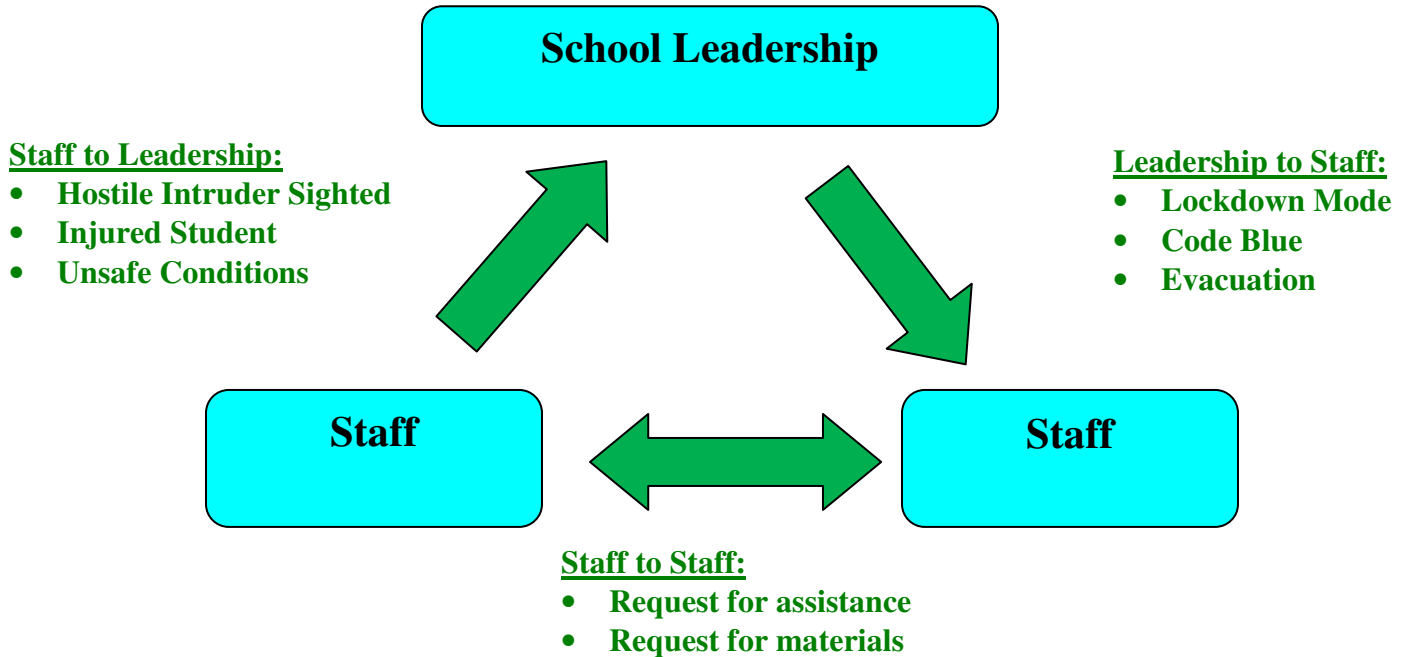 School Leadership
Staff to Leadership:
• Hostile Intruder Sighted
• Injured Student
• Unsafe Conditions
Leadership to Staff:
• Lockdown Mode
• Code Blue
• Evacuation
Staff
Staff
Staff to Staff:
• Request for assistance
• Request for materials